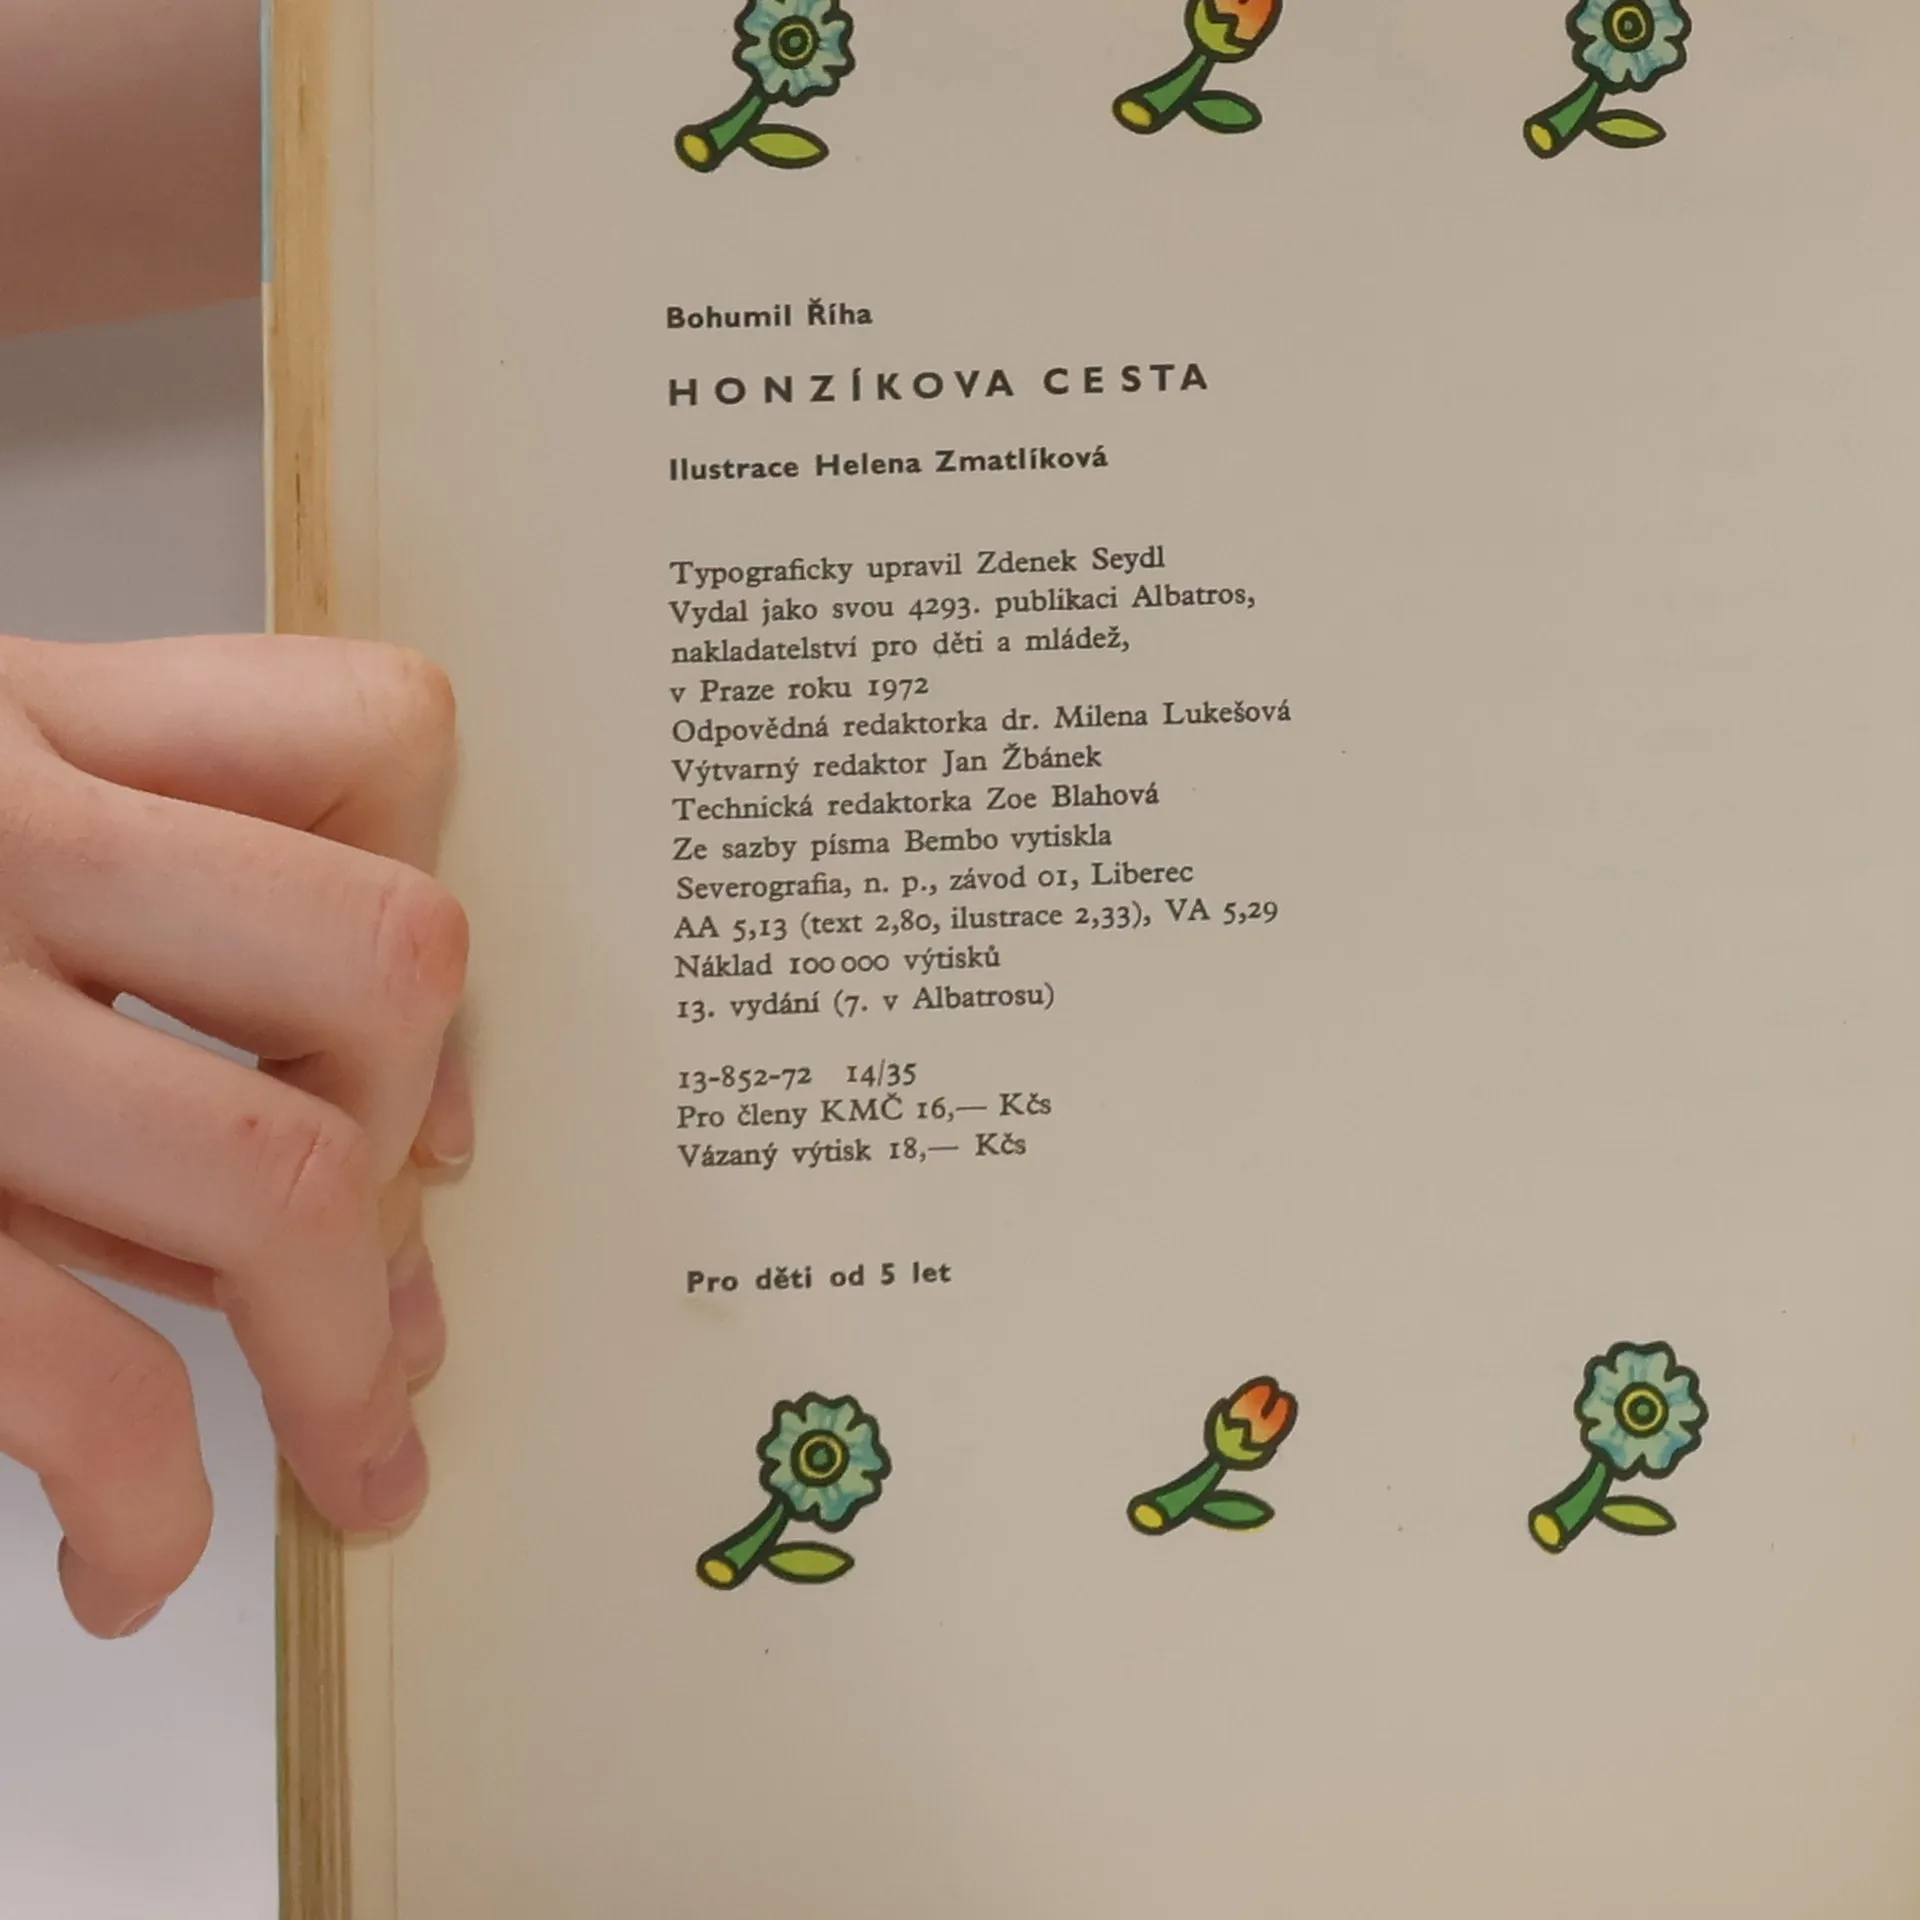 Bohumil Říha
HONZÍKOVA CESTA
Ilustrace Helena Zmatlíková
Typograficky upravil Zdenek Seydl
Vydal jako svou 4293. publikaci Albatros,
nakladatelství pro děti a mládež,
v Praze roku 1972
Odpovědná redaktorka dr. Milena Lukešová
Výtvarný redaktor Jan Žbánek
Technická redaktorka Zoe Blahová
Ze sazby písma Bembo vytiskla
Severografia, n. p., závod 01, Liberec
AA 5,13 (text 2,80, ilustrace 2,33), VA 5,29
Náklad 100 000 výtisků
13. vydání (7. v Albatrosu)
13-852-72 14/35
Pro členy KMČ 16,— Kčs
Vázaný výtisk 18,— Kčs
Pro děti od 5 let